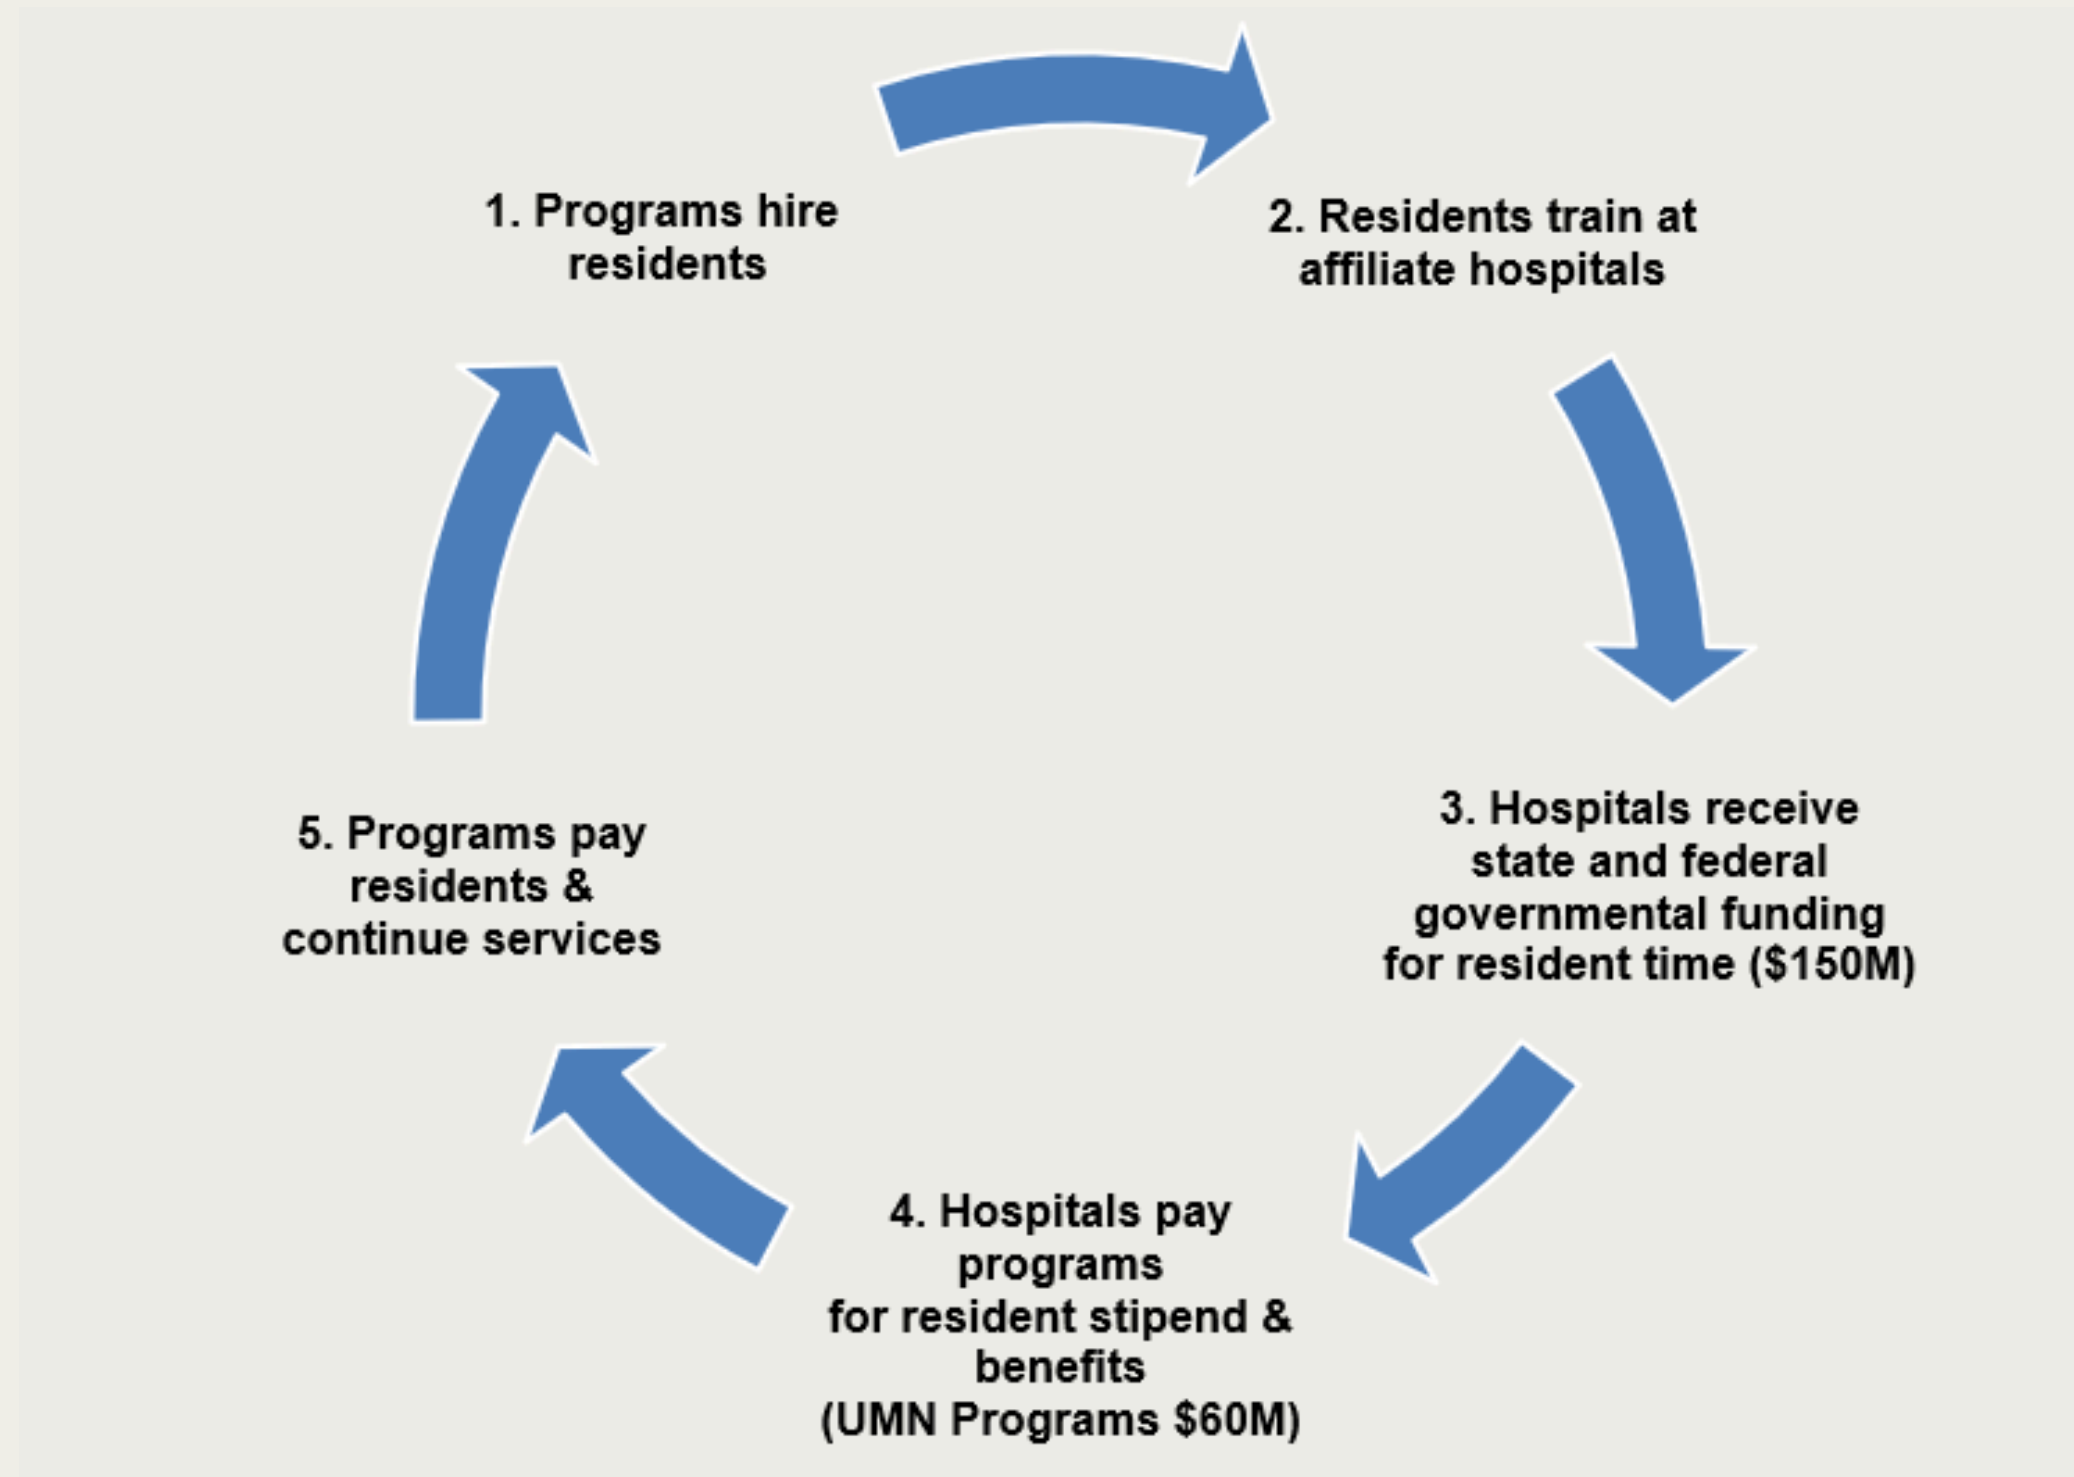 1. Programs hire
residents
2. Residents train at
affiliate hospitals
3. Hospitals receive
state and federal
governmental funding
for resident time ($150M)
4. Hospitals pay
programs
for resident stipend &
benefits
(UMN Programs $60M)
5. Programs pay
residents &
continue services